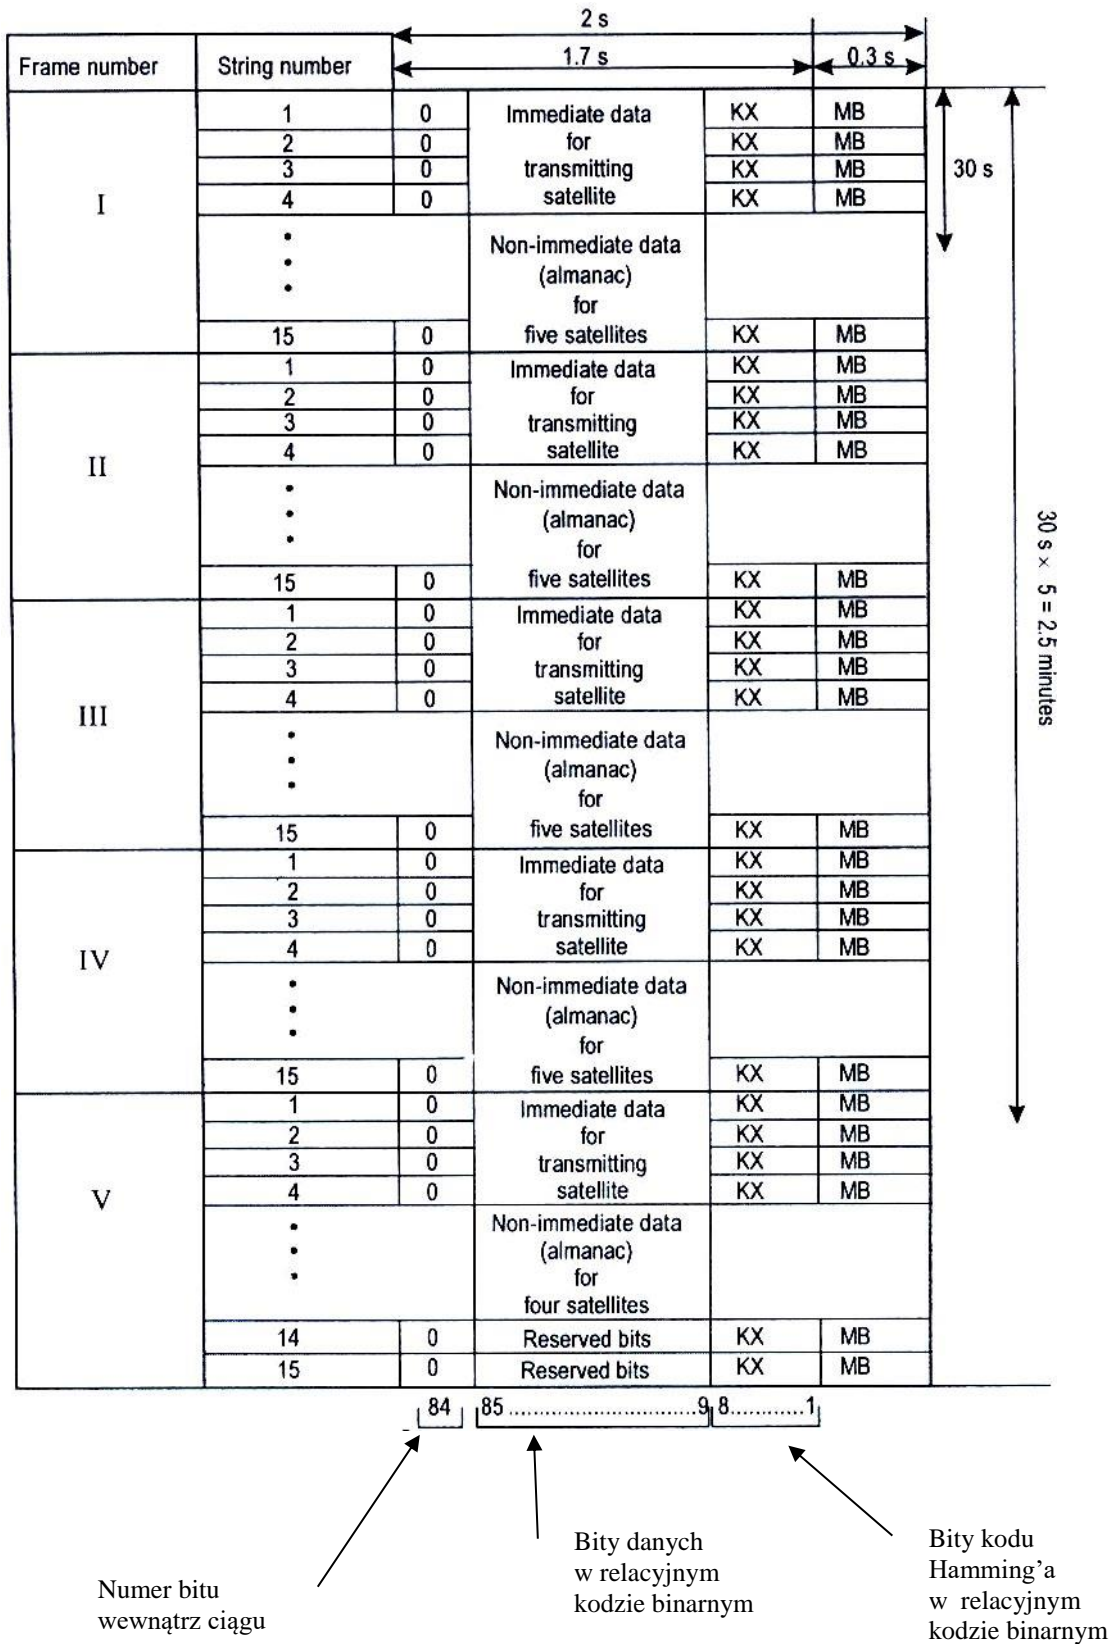 2 s
1.7 s
0.3 s
Frame number String number
1 0 Immediate data KX MB
2 0 for KX MB
3 0 transmitting KX MB
4 0 satellite KX MB
30 s
I
Non-immediate data
(almanac)
for
15 0 five satellites KX MB
1 0 Immediate data KX MB
2 0 for KX MB
3 0 transmitting KX MB
4 0 satellite KX MB
II
Non-immediate data
(almanac)
for
15 0 five satellites KX MB
1 0 Immediate data KX MB
2 0 for KX MB
3 0 transmitting KX MB
4 0 satellite KX MB
III
Non-immediate data
(almanac)
for
15 0 five satellites KX MB
30 s × 5 = 2.5 minutes
1 0 Immediate data KX MB
2 0 for KX MB
3 0 transmitting KX MB
4 0 satellite KX MB
IV
Non-immediate data
(almanac)
for
15 0 five satellites KX MB
1 0 Immediate data KX MB
2 0 for KX MB
3 0 transmitting KX MB
4 0 satellite KX MB
V
Non-immediate data
(almanac)
for
four satellites
14 0 Reserved bits KX MB
15 0 Reserved bits KX MB
84 85..............................9 8............1
Numer bitu
wewnątrz ciągu
Bity danych
w relacyjnym
kodzie binarnym
Bity kodu
Hamming'a
w relacyjnym
kodzie binarnym